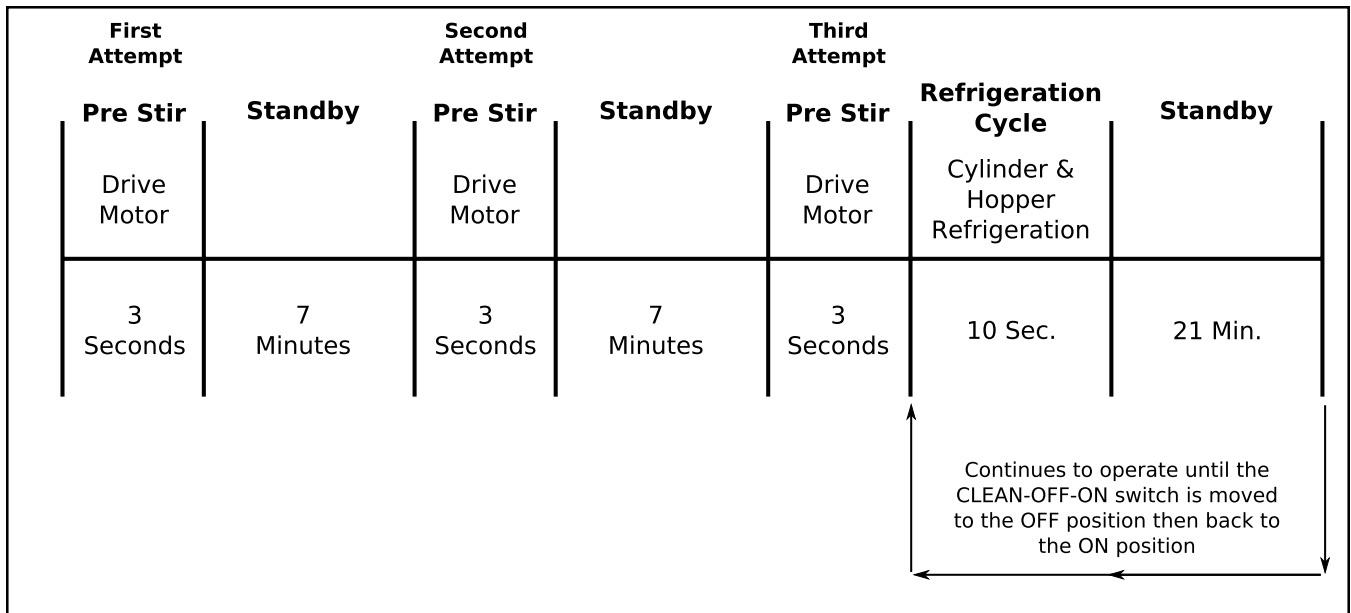 First
Attempt
Second
Attempt
Third
Attempt
Pre Stir
Standby
Pre Stir
Standby
Pre Stir
Refrigeration
Cycle
Standby
Drive
Motor
Drive
Motor
Drive
Motor
Cylinder &
Hopper
Refrigeration
3
Seconds
7
Minutes
3
Seconds
7
Minutes
3
Seconds
10 Sec.
21 Min.
Continues to operate until the
CLEAN-OFF-ON switch is moved
to the OFF position then back to
the ON position